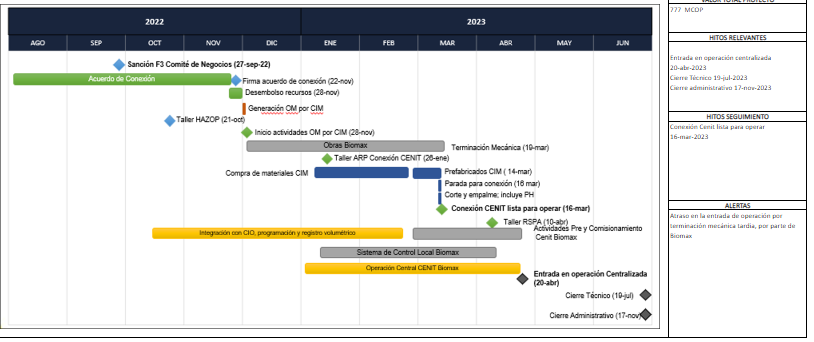 2022
2023
AGO
SEP
OCT
NOV
DIC
ENE
FEB
MAR
ABR
MAY
JUN
Sanción F3 Comité de Negocios (27-sep-22)
Acuerdo de Conexión
Firma acuerdo de conexión (22-nov)
Desembolso recursos (28-nov)
Generación OM por CIM
Taller HAZOP (21-oct)
Inicio actividades OM por CIM (28-nov)
Obras Biomax
Terminación Mecánica (19-mar)
Taller ARP Conexión CENIT (26-ene)
Compra de materiales CIM
Prefabricados CIM ( 14-mar)
Parada para conexión (16 mar)
Corte y empalme; incluye PH
Conexión CENIT lista para operar (16-mar)
Taller RSPA (10-abr)
Integración con CIO, programación y registro volumétrico
Actividades Pre y Comisionamiento
Cenit Biomax
Sistema de Control Local Biomax
Operación Central CENIT Biomax
Entrada en operación Centralizada
(20-abr)
Cierre Técnico (19-jul)
Cierre Administrativo (17-nov)
VALOR TOTAL PROYECTO
777 MCOP
HITOS RELEVANTES
Entrada en operación centralizada
20-abr-2023
Cierre Técnico 19-jul-2023
Cierre administrativo 17-nov-2023
HITOS SEGUIMIENTO
Conexión Cenit lista para operar
16-mar-2023
ALERTAS
Atraso en la entrada de operación por
terminación mecánica tardia, por parte de
Biomax